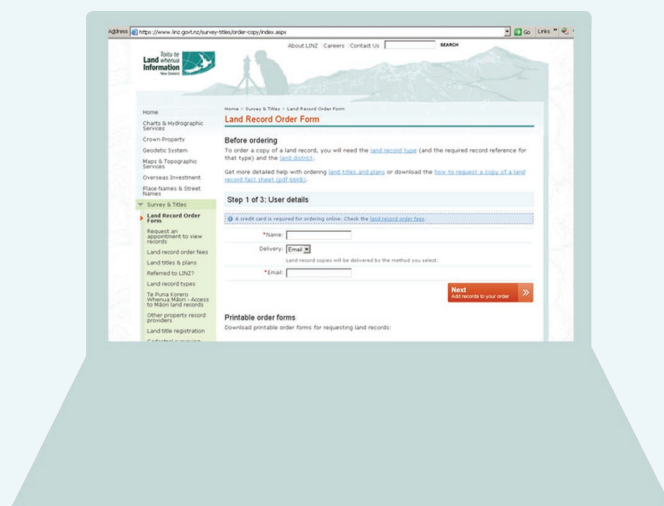 Address https://www.linz.govt.nz/survey-titles/order-copy/index.aspx Go Links »
About LINZ Careers Contact Us SEARCH
Toitu te
Land whenua
Information
New Zealand
Home > Survey & Titles > Land Record Order Form
Land Record Order Form
Home
Charts & Hydrographic
Services
Crown Property
Geodetic System
Maps & Topographic
Services
Overseas Investment
Place Names & Street
Names
Survey & Titles
Land Record Order
Form
Request an
appointment to view
records
Land record order fees
Land titles & plans
Referred to LINZ?
Land record types
Te Puna Korero
Whenua Māori - Access
to Māori land records
Other property record
providers
Land title registration
Cadastral surveying
Before ordering
To order a copy of a land record, you will need the land record type (and the required record reference for
that type) and the land district.
Get more detailed help with ordering land titles and plans or download the how to request a copy of a land
record fact sheet (pdf 66kb).
Step 1 of 3: User details
A credit card is required for ordering online. Check the land record order fees.
*Name:
Delivery: Email
Land record copies will be delivered by the method you select.
*Email:
Next
Add records to your order
Printable order forms
Download printable order forms for requesting land records: